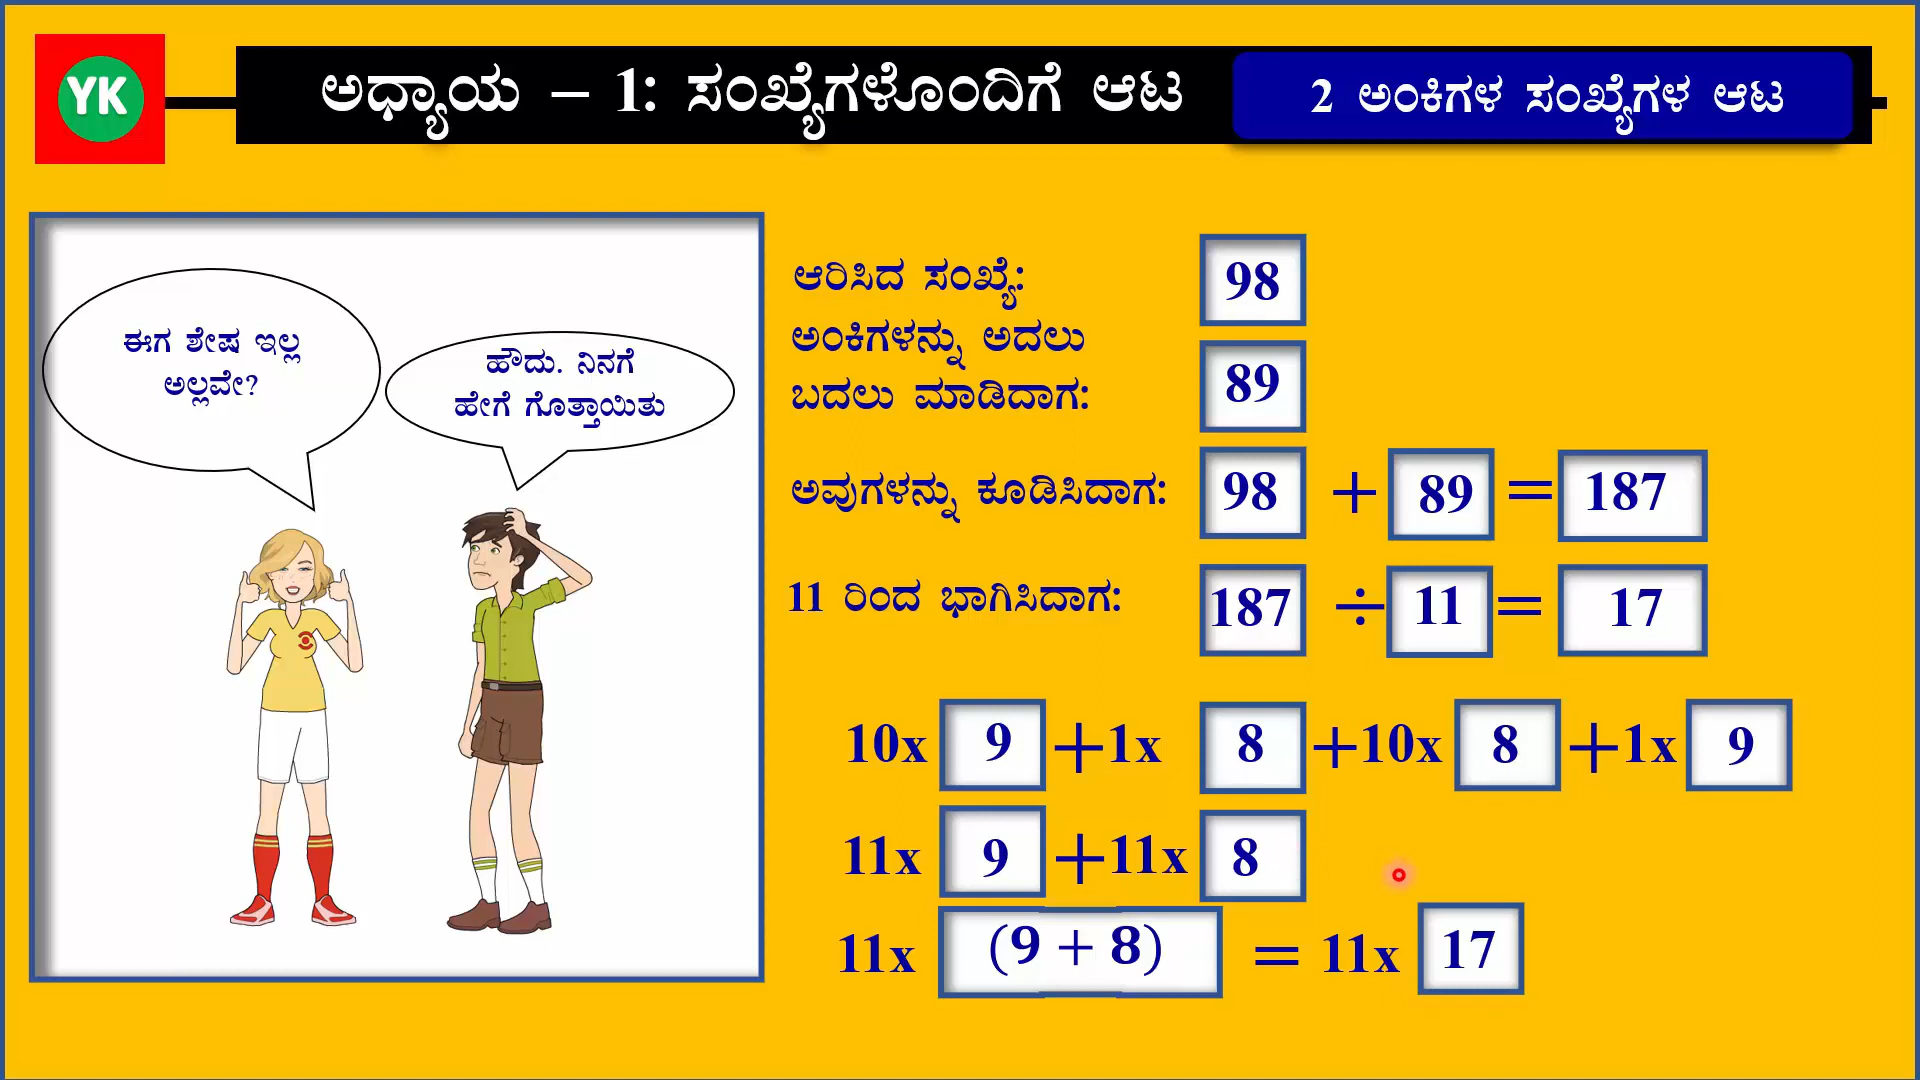 YK
ಅಧ್ಯಾಯ – 1: ಸಂಖ್ಯೆಗಳೊಂದಿಗೆ ಆಟ
2 ಅಂಕಿಗಳ ಸಂಖ್ಯೆಗಳ ಆಟ
ಈಗ ಶೇಷ ಇಲ್ಲ
ಅಲ್ಲವೇ?
ಹೌದು. ನಿನಗೆ
ಹೇಗೆ ಗೊತ್ತಾಯಿತು
ಆರಿಸಿದ ಸಂಖ್ಯೆ: 98
ಅಂಕಿಗಳನ್ನು ಅದಲು
ಬದಲು ಮಾಡಿದಾಗ: 89
ಅವುಗಳನ್ನು ಕೂಡಿಸಿದಾಗ: 98 + 89 = 187
11 ರಿಂದ ಭಾಗಿಸಿದಾಗ: 187 ÷ 11 = 17
10x 9 +1x 8 +10x 8 +1x 9
11x 9 +11x 8
11x (9 + 8) = 11x 17